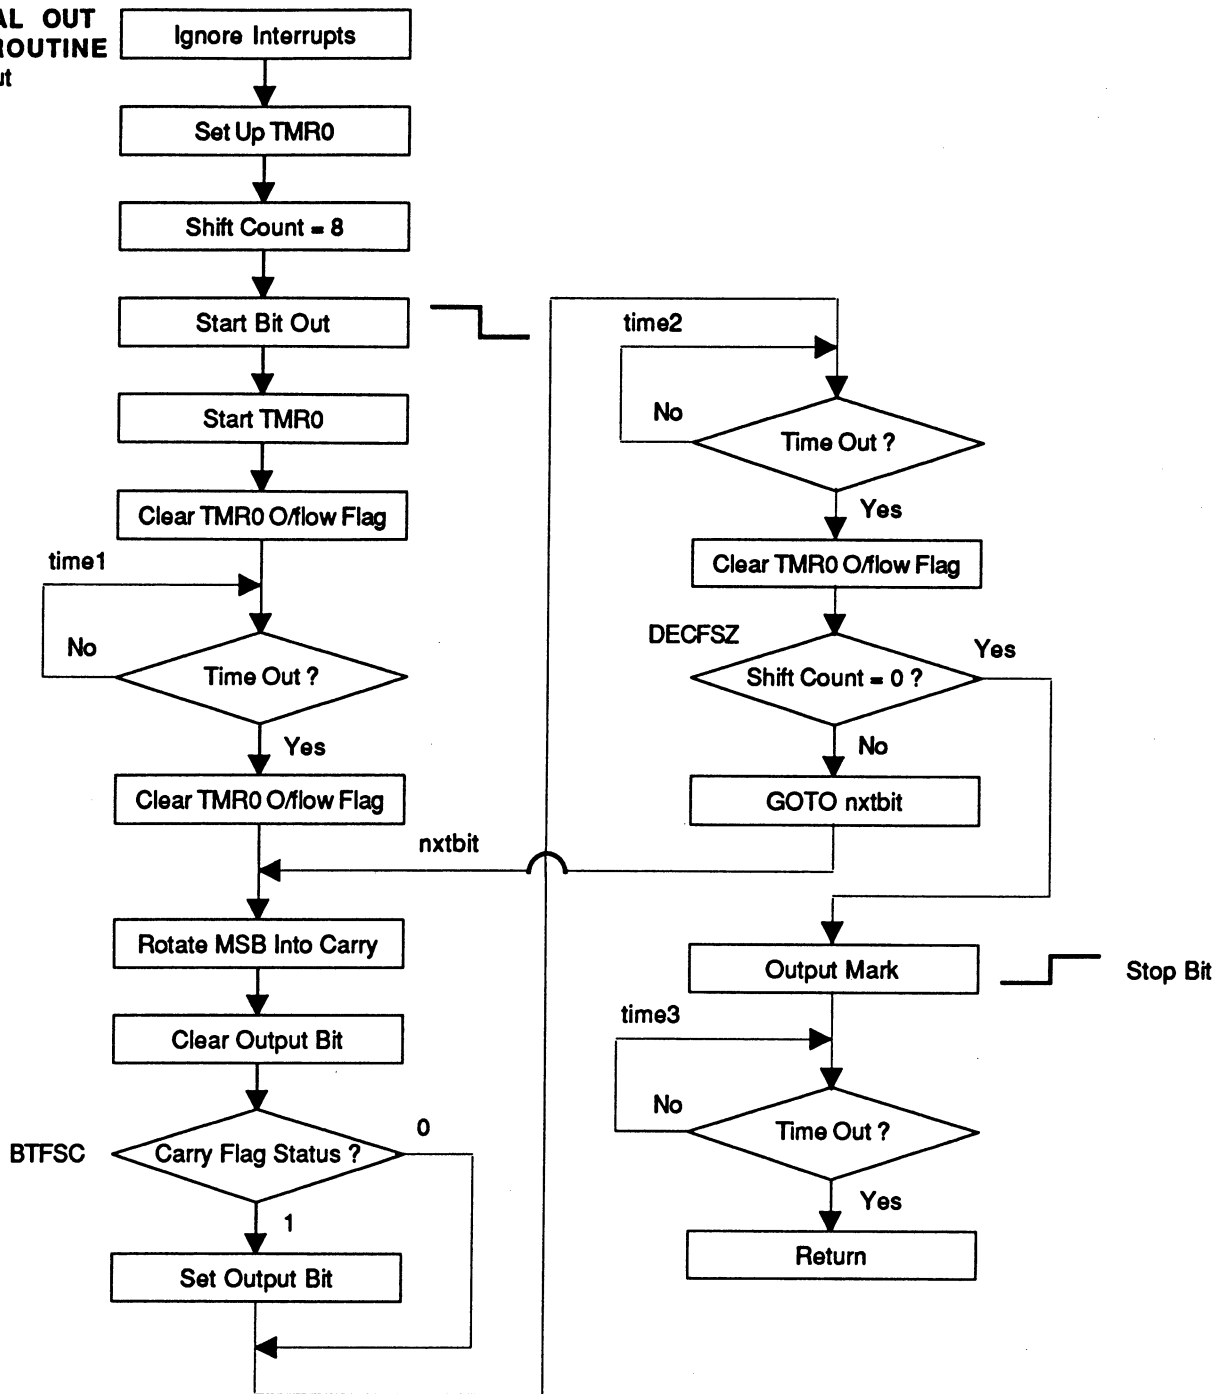 AL OUT
ROUTINE
ut
Ignore Interrupts
Set Up TMR0
Shift Count = 8
Start Bit Out
Start TMR0
Clear TMR0 O/flow Flag
time1
No
Time Out ?
Yes
Clear TMR0 O/flow Flag
nxtbit
Rotate MSB Into Carry
Clear Output Bit
BTFSC
Carry Flag Status ?
0
1
Set Output Bit
time2
No
Time Out ?
Yes
Clear TMR0 O/flow Flag
DECFSZ
Shift Count = 0 ?
Yes
No
GOTO nxtbit
Output Mark
Stop Bit
time3
No
Time Out ?
Yes
Return